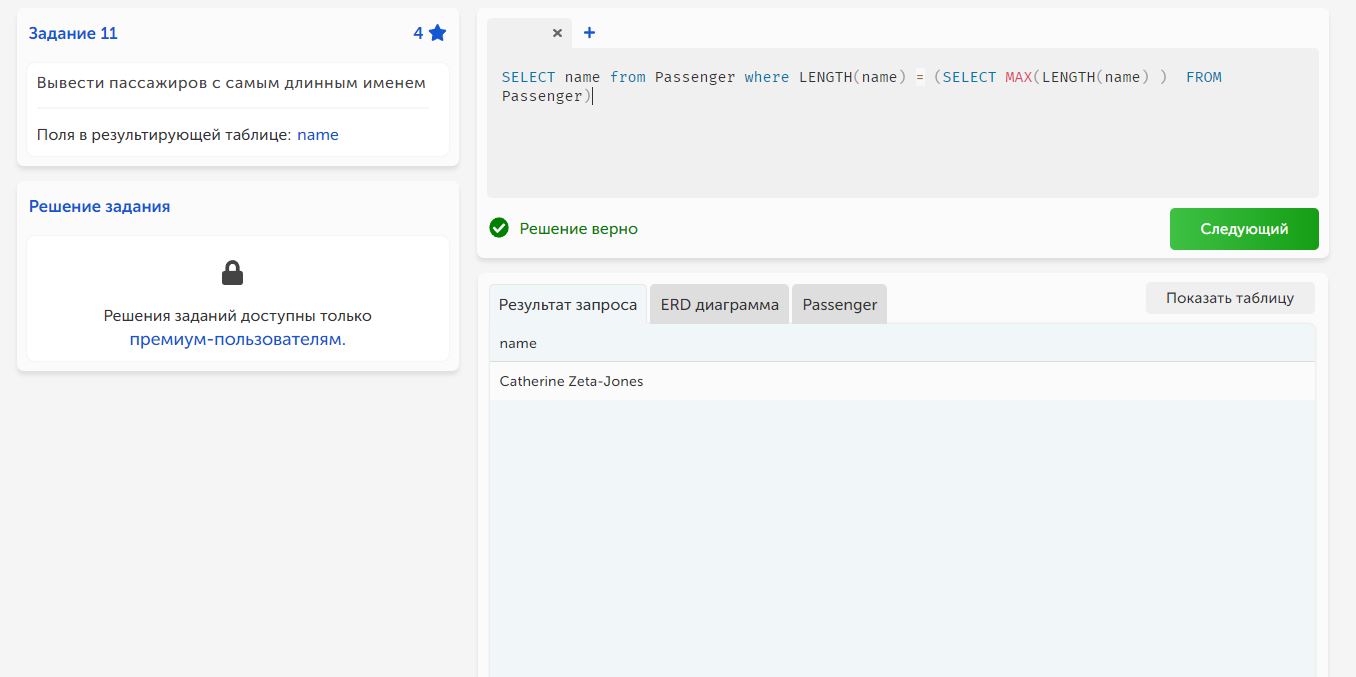 Задание 11
4
Вывести пассажиров с самым длинным именем
Поля в результирующей таблице: name
Решение задания
Решения заданий доступны только
премиум-пользователям.
SELECT name from Passenger where LENGTH(name) = (SELECT MAX(LENGTH(name) )  FROM
Passenger)
Решение верно
Следующий
Результат запроса
ERD диаграмма
Passenger
Показать таблицу
name
Catherine Zeta-Jones